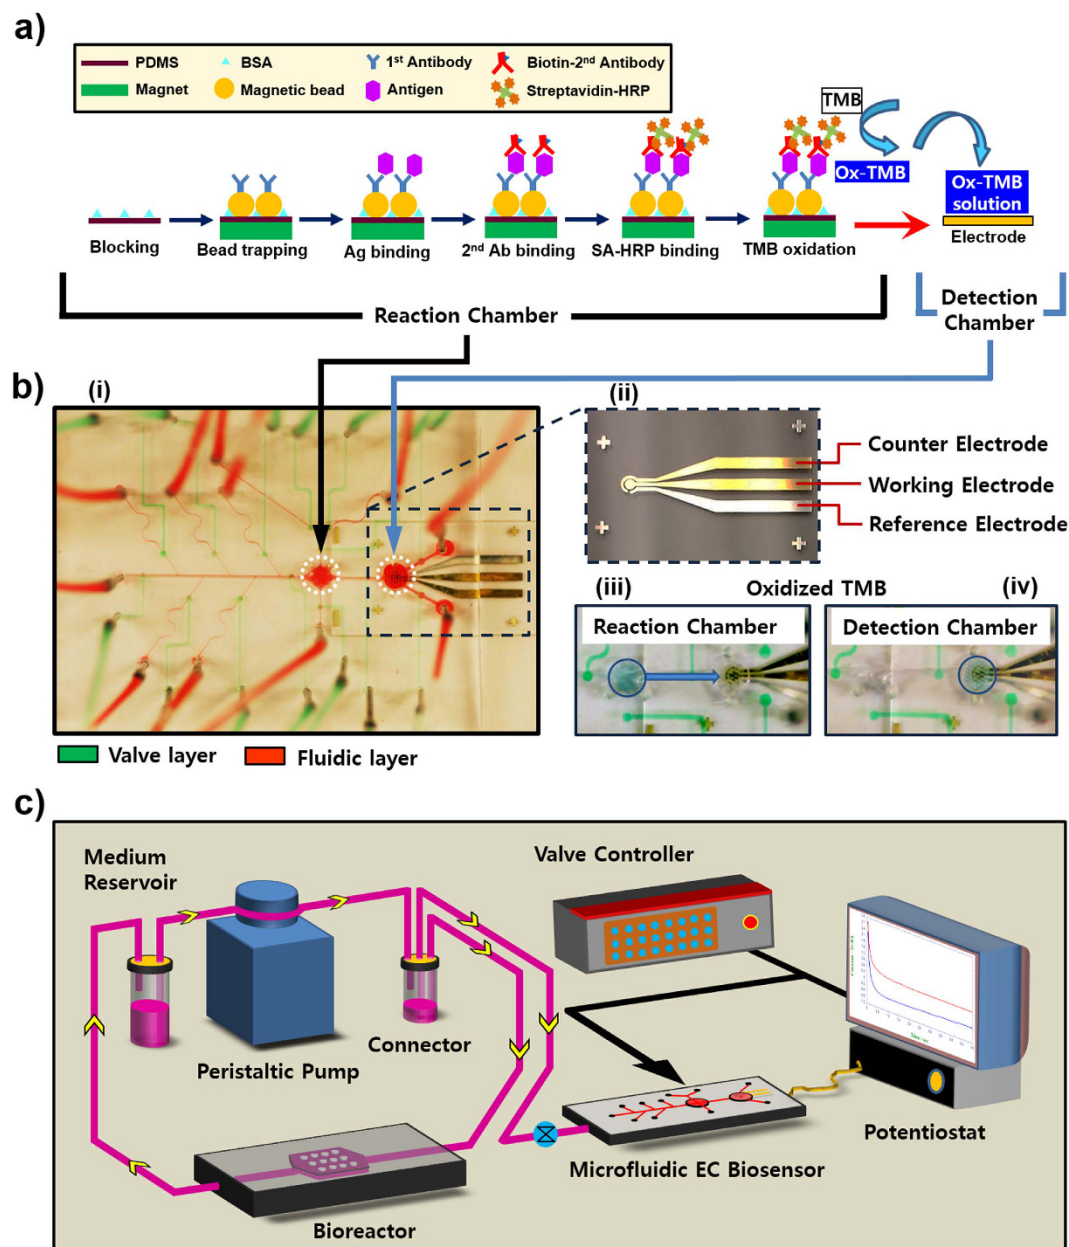 a)
PDMS
BSA
1st Antibody
Biotin-2nd Antibody
Magnet
Magnetic bead
Antigen
Streptavidin-HRP
TMB
Ox-TMB
Ox-TMB
solution
Blocking
Bead trapping
Ag binding
2nd Ab binding
SA-HRP binding
TMB oxidation
Electrode
Reaction Chamber
Detection
Chamber
b)
(i)
(ii)
Counter Electrode
Working Electrode
Reference Electrode
(iii)
Oxidized TMB
(iv)
Reaction Chamber
Detection Chamber
Valve layer
Fluidic layer
c)
Medium
Reservoir
Valve Controller
Connector
Peristaltic Pump
Potentiostat
Microfluidic EC Biosensor
Bioreactor